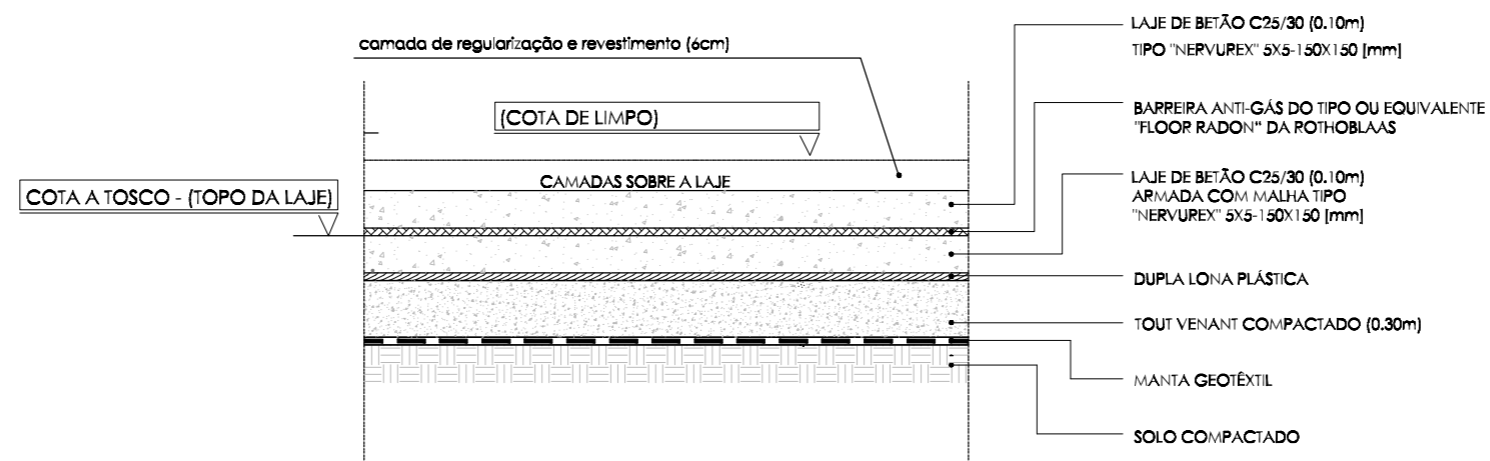 camada de regularização e revestimento (6cm)
(COTA DE LIMPO)
CAMADAS SOBRE A LAJE
COTA A TOSCO - (TOPO DA LAJE)
LAJE DE BETÃO C25/30 (0.10m)
TIPO "NERVUREX" 5X5-150X150 [mm]
BARREIRA ANTI-GÁS DO TIPO OU EQUIVALENTE
"FLOOR RADON" DA ROTHOBLAAS
LAJE DE BETÃO C25/30 (0.10m)
ARMADA COM MALHA TIPO
"NERVUREX" 5X5-150X150 [mm]
DUPLA LONA PLÁSTICA
TOUT VENANT COMPACTADO (0.30m)
MANTA GEOTÊXTIL
SOLO COMPACTADO